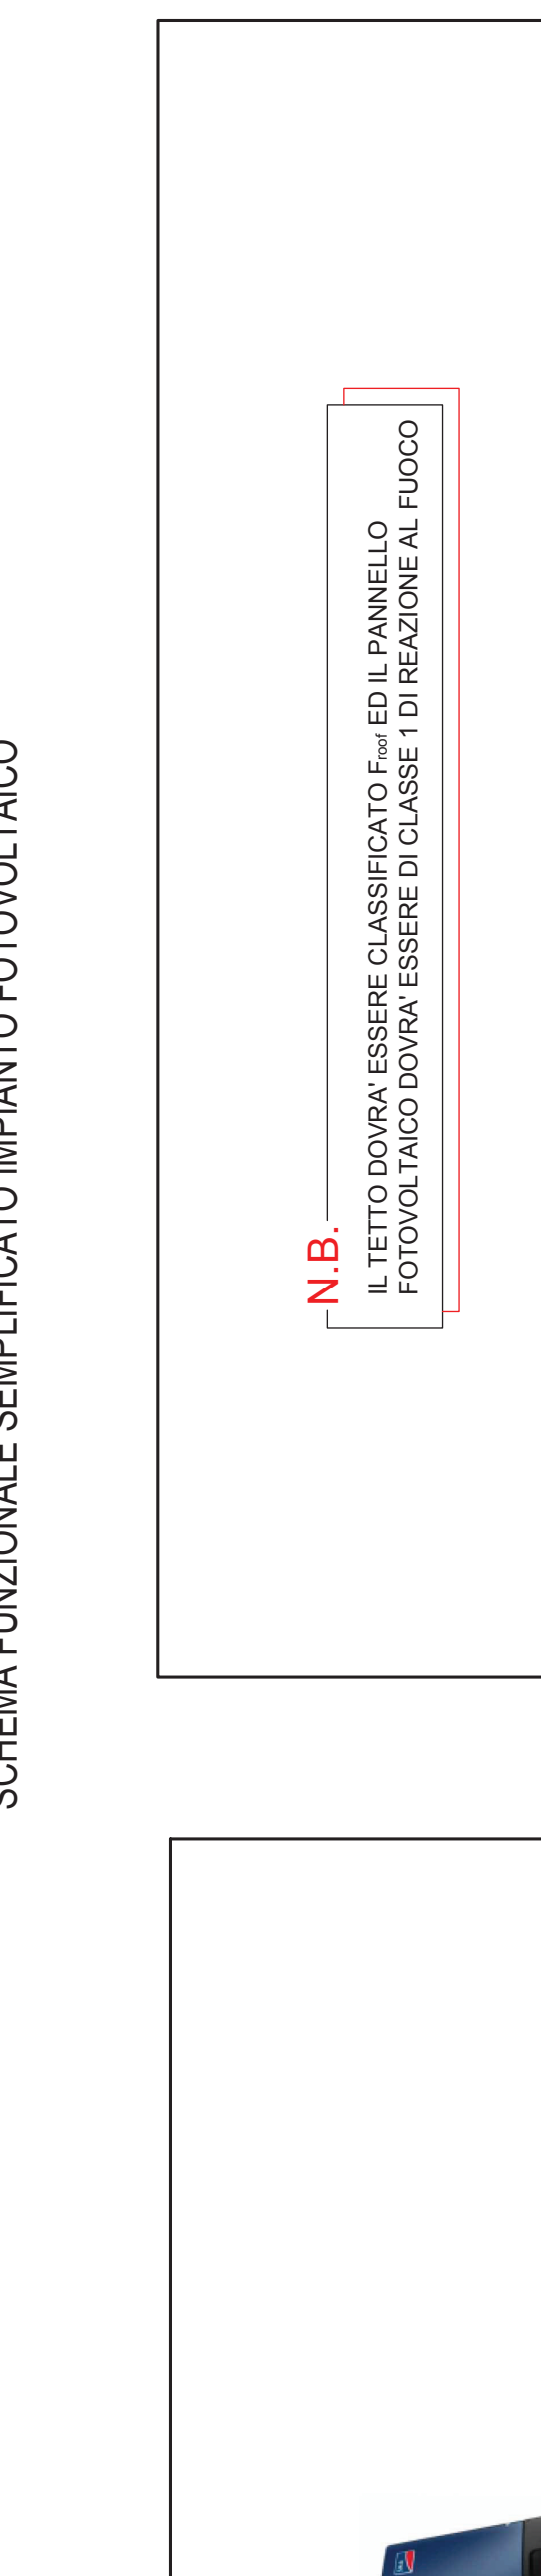 SCHEMA FUNZIONALE SEMPLIFICATO IMPIANTO FOTOVOLTAICO
N.B.
IL TETTO DOVRA' ESSERE CLASSIFICATO Froof ED IL PANNELLO
FOTOVOLTAICO DOVRA' ESSERE DI CLASSE 1 DI REAZIONE AL FUOCO